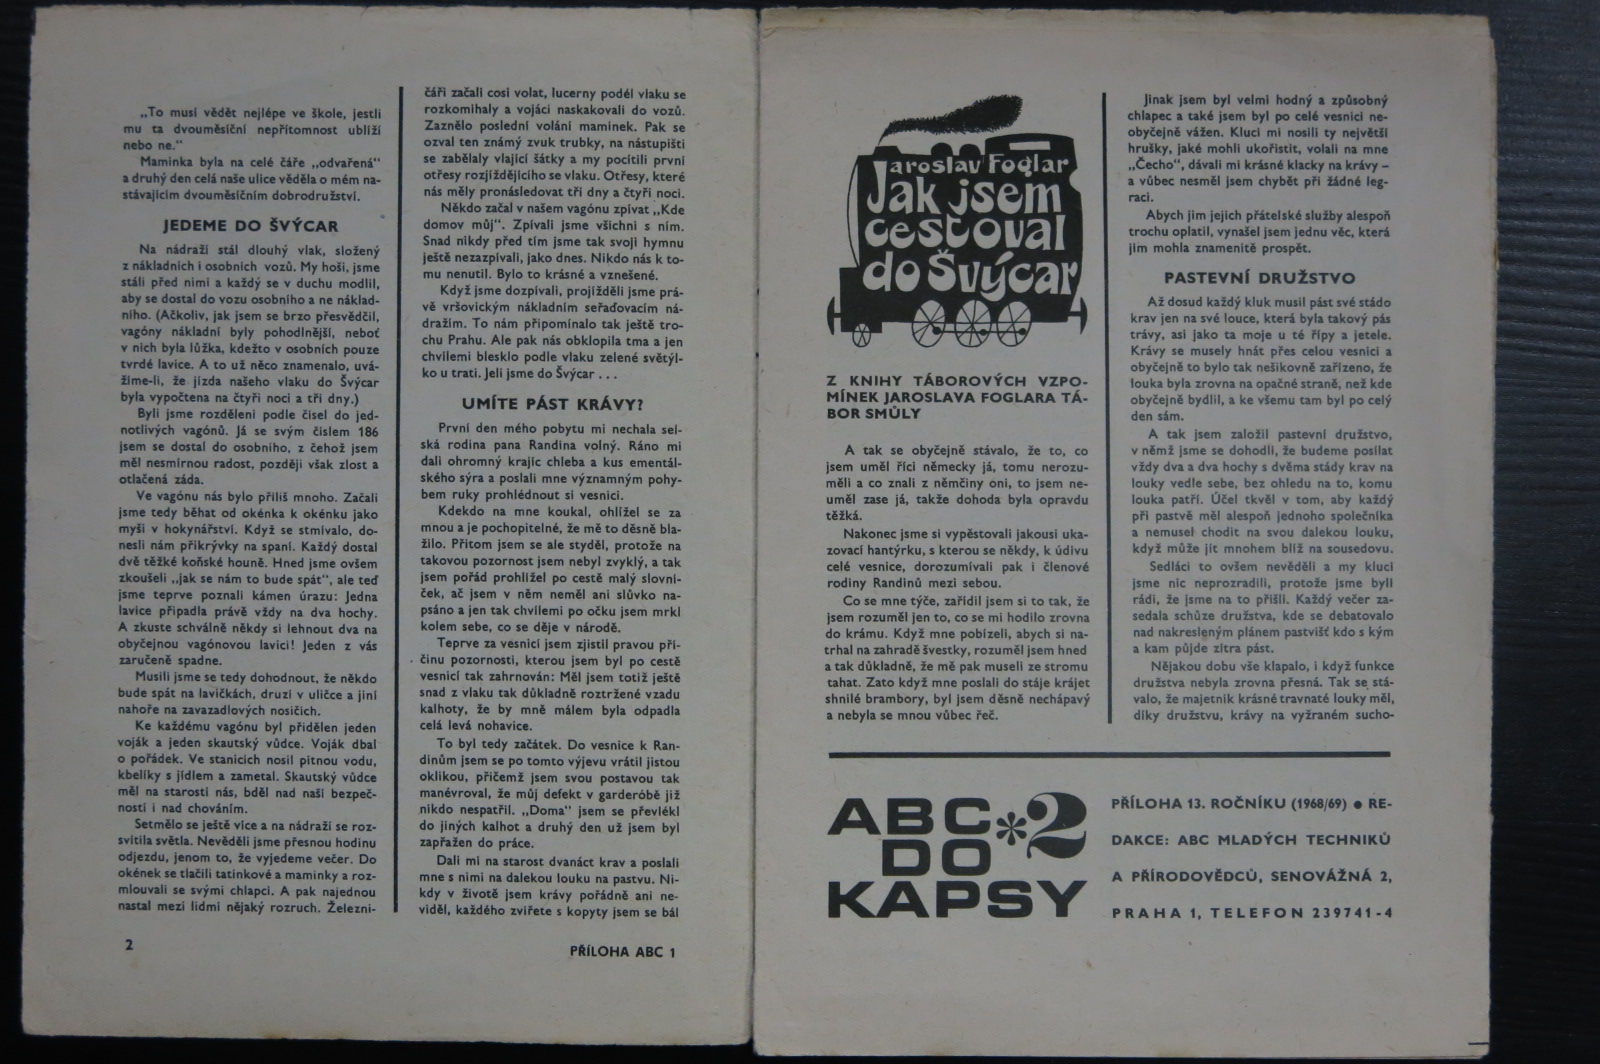 „To musí vědět nejlépe ve škole, jestli
mu ta dvouměsíční nepřítomnost ublíží
nebo ne."
Maminka byla na celé čáře „odvařená"
a druhý den celá naše ulice věděla o mém na-
stávajícím dvouměsíčním dobrodružství.
JEDEME DO ŠVÝCAR
Na nádraží stál dlouhý vlak, složený
z nákladních i osobních vozů. My hoši, jsme
stáli před nimi a každý se v duchu modlil,
aby se dostal do vozu osobního a ne náklad-
ního. (Ačkoliv, jak jsem se brzo přesvědčil,
vagóny nákladní byly pohodlnější, neboť
v nich byla lůžka, kdežto v osobních pouze
tvrdé lavice. A to už něco znamenalo, uvá-
žíme-li, že jízda našeho vlaku do Švýcar
byla vypočtena na čtyři noci a tři dny.)
Byli jsme rozděleni podle čísel do jed-
notlivých vagónů. Já se svým číslem 186
jsem se dostal do osobního, z čehož jsem
měl nesmírnou radost, později však zlost a
otlačená záda.
Ve vagónu nás bylo příliš mnoho. Začali
jsme tedy běhat od okénka k okénku jako
myši v hokynářství. Když se stmívalo, do-
nesli nám přikrývky na spaní. Každý dostal
dvě těžké koňské houně. Hned jsme ovšem
zkoušeli „jak se nám to bude spát", ale teď
jsme teprve poznali kámen úrazu: Jedna
lavice připadla právě vždy na dva hochy.
A zkuste schválně někdy si lehnout dva na
obyčejnou vagónovou lavici! Jeden z vás
zaručeně spadne.
Musili jsme se tedy dohodnout, že někdo
bude spát na lavičkách, druzí v uličce a jiní
nahoře na zavazadlových nosičích.
Ke každému vagónu byl přidělen jeden
voják a jeden skautský vůdce. Voják dbal
o pořádek. Ve stanicích nosil pitnou vodu,
kbelíky s jídlem a zametal. Skautský vůdce
měl na starosti nás, bděl nad naší bezpeč-
ností i nad chováním.
Setmělo se ještě více a na nádraží se roz-
svítila světla. Nevěděli jsme přesnou hodinu
odjezdu, jenom to, že vyjedeme večer. Do
okének se tlačili tatínkové a maminky a roz-
mlouvali se svými chlapci. A pak najednou
nastal mezi lidmi nějaký rozruch. Železni-
2
čáři začali cosi volat, lucerny podél vlaku se
rozkomíhaly a vojáci naskakovali do vozů.
Zaznělo poslední volání maminek. Pak se
ozval ten známý zvuk trubky, na nástupišti
se zabělaly vlající šátky a my pocítili první
otřesy rozjíždějícího se vlaku. Otřesy, které
nás měly pronásledovat tři dny a čtyři noci.
Někdo začal v našem vagónu zpívat „Kde
domov můj". Zpívali jsme všichni s ním.
Snad nikdy před tím jsme tak svoji hymnu
ještě nezazpívali, jako dnes. Nikdo nás k to-
mu nenutil. Bylo to krásné a vznešené.
Když jsme dozpívali, projížděli jsme prá-
vě vršovickým nákladním seřaďovacím ná-
dražím. To nám připomínalo tak ještě tro-
chu Prahu. Ale pak nás obklopila tma a jen
chvílemi blesklo podle vlaku zelené světýl-
ko u trati. Jeli jsme do Švýcar . . .
UMÍTE PÁST KRÁVY?
První den mého pobytu mi nechala sel-
ská rodina pana Randina volný. Ráno mi
dali ohromný krajíc chleba a kus ementál-
ského sýra a poslali mne významným pohy-
bem ruky prohlédnout si vesnici.
Kdekdo na mne koukal, ohlížel se za
mnou a je pochopitelné, že mě to děsně bla-
žilo. Přitom jsem se ale styděl, protože na
takovou pozornost jsem nebyl zvyklý, a tak
jsem pořád prohlížel po cestě malý slovní-
ček, ač jsem v něm neměl ani slůvko na-
psáno a jen tak chvílemi po očku jsem mrkl
kolem sebe, co se děje v národě.
Teprve za vesnicí jsem zjistil pravou pří-
činu pozornosti, kterou jsem byl po cestě
vesnicí tak zahrnován: Měl jsem totiž ještě
snad z vlaku tak důkladně roztržené vzadu
kalhoty, že by mně málem byla odpadla
celá levá nohavice.
To byl tedy začátek. Do vesnice k Ran-
dinům jsem se po tomto výjevu vrátil jistou
oklikou, přičemž jsem svou postavou tak
manévroval, že můj defekt v garderóbě již
nikdo nespatřil. „Doma" jsem se převlékl
do jiných kalhot a druhý den už jsem byl
zapřažen do práce.
Dali mi na starost dvanáct krav a poslali
mne s nimi na dalekou louku na pastvu. Ni-
kdy v životě jsem krávy pořádně ani ne-
viděl, každého zvířete s kopyty jsem se bál
PŘÍLOHA ABC 1
Jaroslav Foglar
Jak jsem
cestoval
do Švýcar
Z KNIHY TÁBOROVÝCH VZPO-
MÍNEK JAROSLAVA FOGLARA TÁ-
BOR SMŮLY
A tak se obyčejně stávalo, že to, co
jsem uměl říci německy já, tomu nerozu-
měli a co znali z němčiny oni, to jsem ne-
uměl zase já, takže dohoda byla opravdu
těžká.
Nakonec jsme si vypěstovali jakousi uka-
zovací hantýrku, s kterou se někdy, k údivu
celé vesnice, dorozumívali pak i členové
rodiny Randinů mezi sebou.
Co se mne týče, zařídil jsem si to tak, že
jsem rozuměl jen to, co se mi hodilo zrovna
do krámu. Když mne pobízeli, abych si na-
trhal na zahradě švestky, rozuměl jsem hned
a tak důkladně, že mě pak museli ze stromu
tahat. Zato když mne poslali do stáje krájet
shnilé brambory, byl jsem děsně nechápavý
a nebyla se mnou vůbec řeč.
Jinak jsem byl velmi hodný a způsobný
chlapec a také jsem byl po celé vesnici ne-
obyčejně vážen. Kluci mi nosili ty největší
hrušky, jaké mohli ukořistit, volali na mne
„Čecho", dávali mi krásné klacky na krávy –
a vůbec nesměl jsem chybět při žádné leg-
raci.
Abych jim jejich přátelské služby alespoň
trochu oplatil, vynašel jsem jednu věc, která
jim mohla znamenitě prospět.
PASTEVNÍ DRUŽSTVO
Až dosud každý kluk musil pást své stádo
krav jen na své louce, která byla takový pás
trávy, asi jako ta moje u té řípy a jetele.
Krávy se musely hnát přes celou vesnici a
obyčejně to bylo tak nešikovně zařízeno, že
louka byla zrovna na opačné straně, než kde
obyčejně bydlil, a ke všemu tam byl po celý
den sám.
A tak jsem založil pastevní družstvo,
v němž jsme se dohodli, že budeme posílat
vždy dva a dva hochy s dvěma stády krav na
louky vedle sebe, bez ohledu na to, komu
louka patří. Účel tkvěl v tom, aby každý
při pastvě měl alespoň jednoho společníka
a nemusel chodit na svou dalekou louku,
když může jít mnohem blíž na sousedovu.
Sedláci to ovšem nevěděli a my kluci
jsme nic neprozradili, protože jsme byli
rádi, že jsme na to přišli. Každý večer za-
sedala schůze družstva, kde se debatovalo
nad nakresleným plánem pastvišť kdo s kým
a kam půjde zítra pást.
Nějakou dobu vše klapalo, i když funkce
družstva nebyla zrovna přesná. Tak se stá-
valo, že majetník krásné travnaté louky měl,
díky družstvu, krávy na vyžraném sucho-
ABC*2
DO
KAPSY
PŘÍLOHA 13. ROČNÍKU (1968/69) ● RE-
DAKCE: ABC MLADÝCH TECHNIKŮ
A PŘÍRODOVĚDCŮ, SENOVÁŽNÁ 2,
PRAHA 1, TELEFON 239741-4